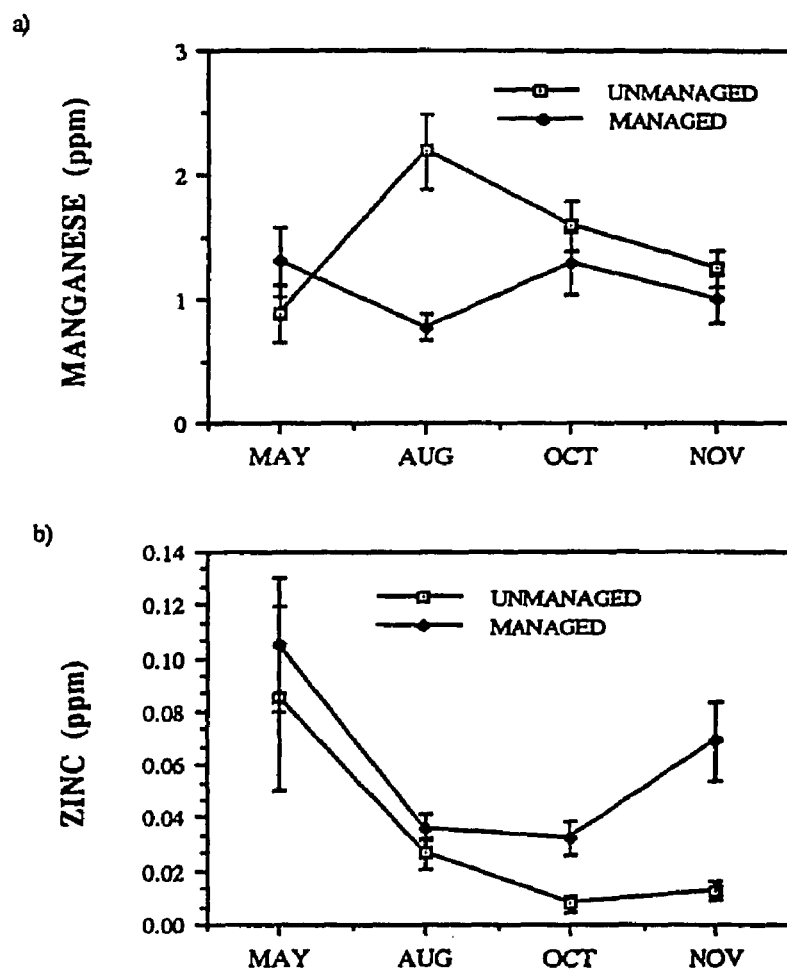 a)
3
2
1
0
MANGANESE (ppm)
UNMANAGED
MANAGED
MAY AUG OCT NOV
b)
0.14
0.12
0.10
0.08
0.06
0.04
0.02
0.00
ZINC (ppm)
UNMANAGED
MANAGED
MAY AUG OCT NOV